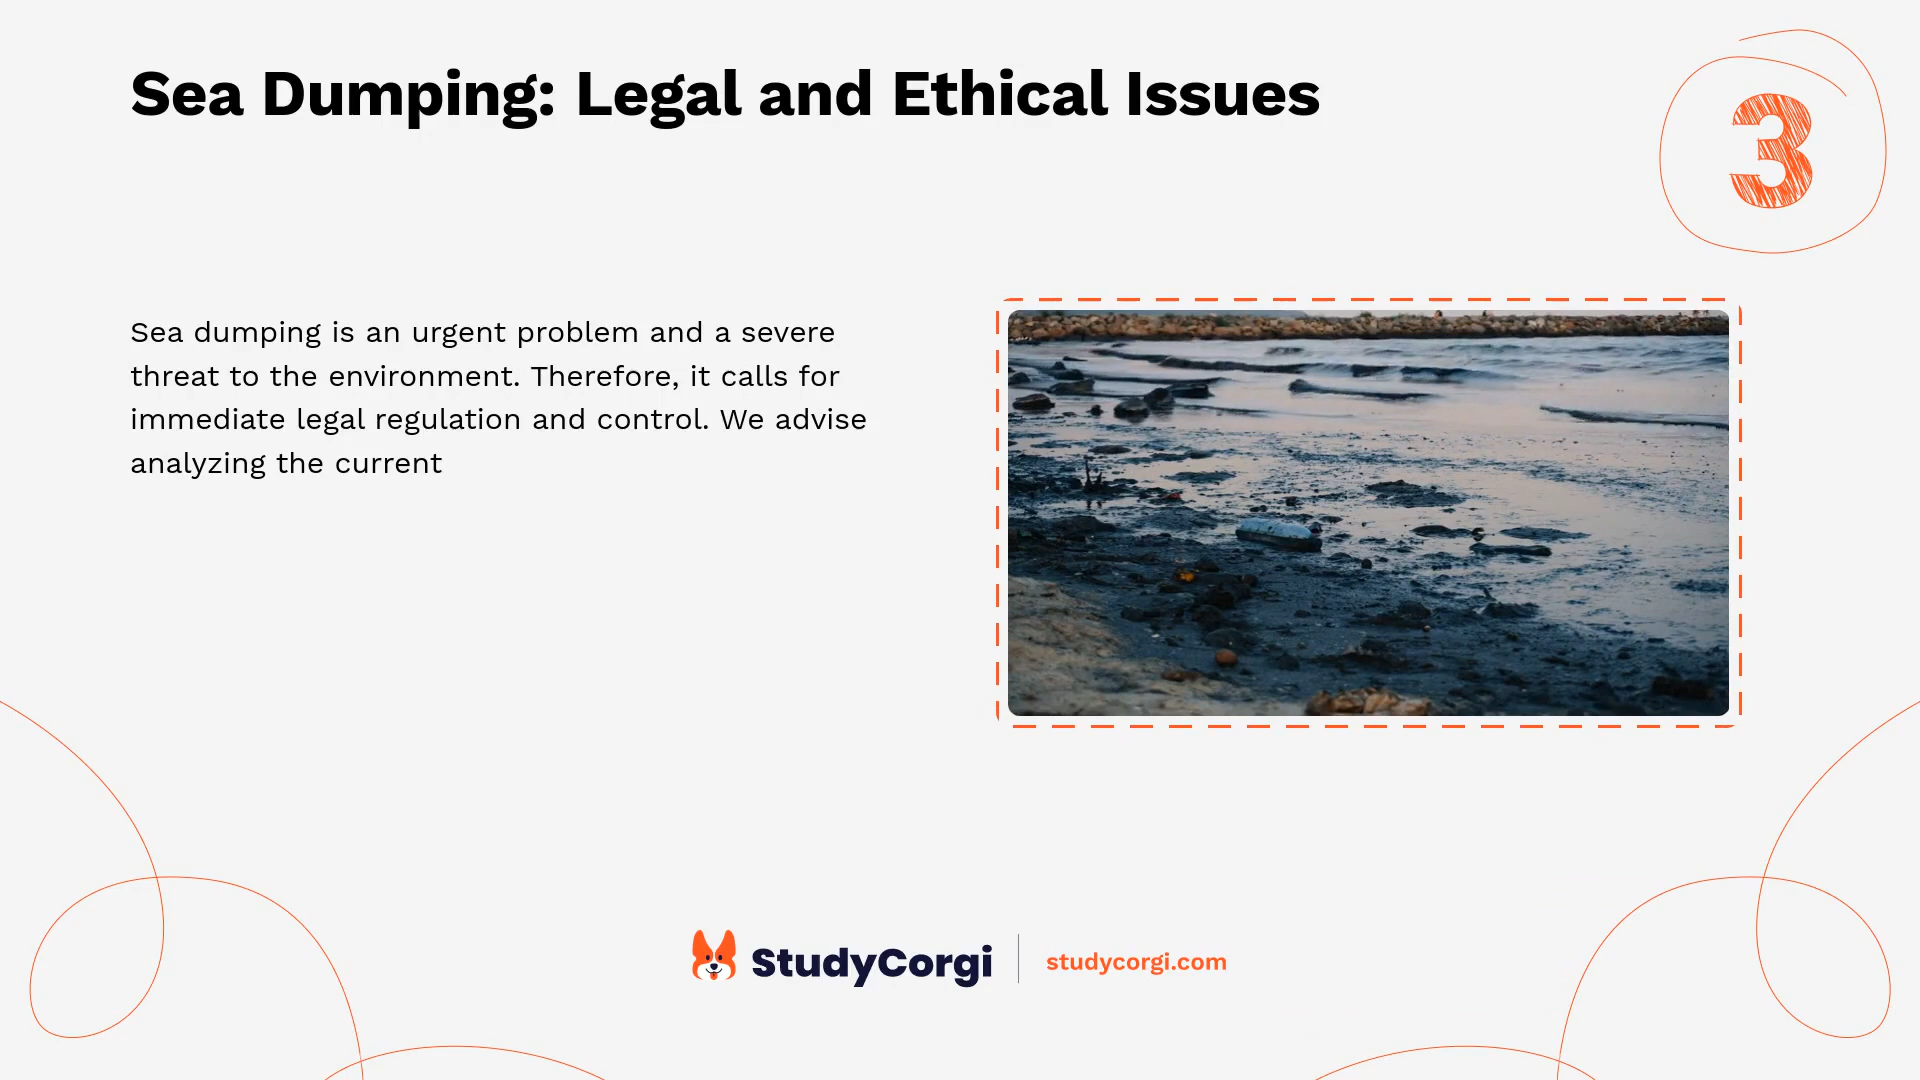 Sea Dumping: Legal and Ethical Issues
3
Sea dumping is an urgent problem and a severe
threat to the environment. Therefore, it calls for
immediate legal regulation and control. We advise
analyzing the current
StudyCorgi
studycorgi.com